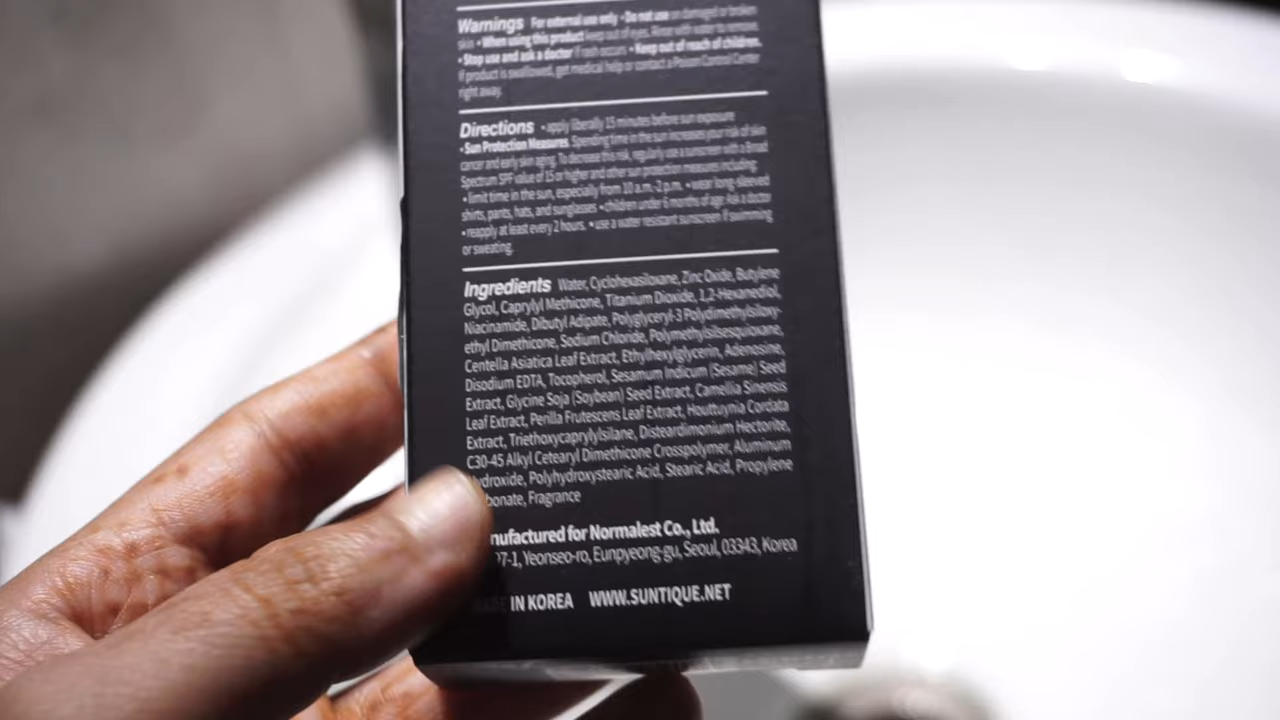 Warnings For external use only • Do not use on damaged or broken
skin • When using this product keep out of eyes. Rinse with water to remove
• Stop use and ask a doctor if rash occurs • Keep out of reach of children.
If product is swallowed, get medical help or contact a Poison Control Center
right away.
Directions • apply liberally 15 minutes before sun exposure
• Sun Protection Measures. Spending time in the sun increases your risk of skin
cancer and early skin aging. To decrease this risk, regularly use a sunscreen with a Broad
Spectrum SPF value of 15 or higher and other sun protective measures including
• limit time in the sun, especially from 10 a.m.-2 p.m. • wear long-sleeved
shirts, pants, hats, and sunglasses • children under 6 months of age: Ask a doctor
• reapply at least every 2 hours. • use a water resistant sunscreen if swimming
or sweating.
Ingredients Water, Cyclohexasiloxane, Zinc Oxide, Butylene
Glycol, Caprylyl Methicone, Titanium Dioxide, 1,2-Hexanediol,
Niacinamide, Dibutyl Adipate, Polyglyceryl-3 Polydimethylsiloxy-
ethyl Dimethicone, Sodium Chloride, Polymethylsilsesquioxane,
Centella Asiatica Leaf Extract, Ethylhexylglycerin, Adenosine,
Disodium EDTA, Tocopherol, Sesamum Indicum (Sesame) Seed
Extract, Glycine Soja (Soybean) Seed Extract, Camellia Sinensis
Leaf Extract, Perilla Frutescens Leaf Extract, Houttuynia Cordata
Extract, Triethoxycaprylylsilane, Disteardimonium Hectorite,
C30-45 Alkyl Cetearyl Dimethicone Crosspolymer, Aluminum
ydroxide, Polyhydroxystearic Acid, Stearic Acid, Propylene
bonate, Fragrance
nufactured for Normalest Co., Ltd.
7-1, Yeonseo-ro, Eunpyeong-gu, Seoul, 03343, Korea
IN KOREA WWW.SUNTIQUE.NET